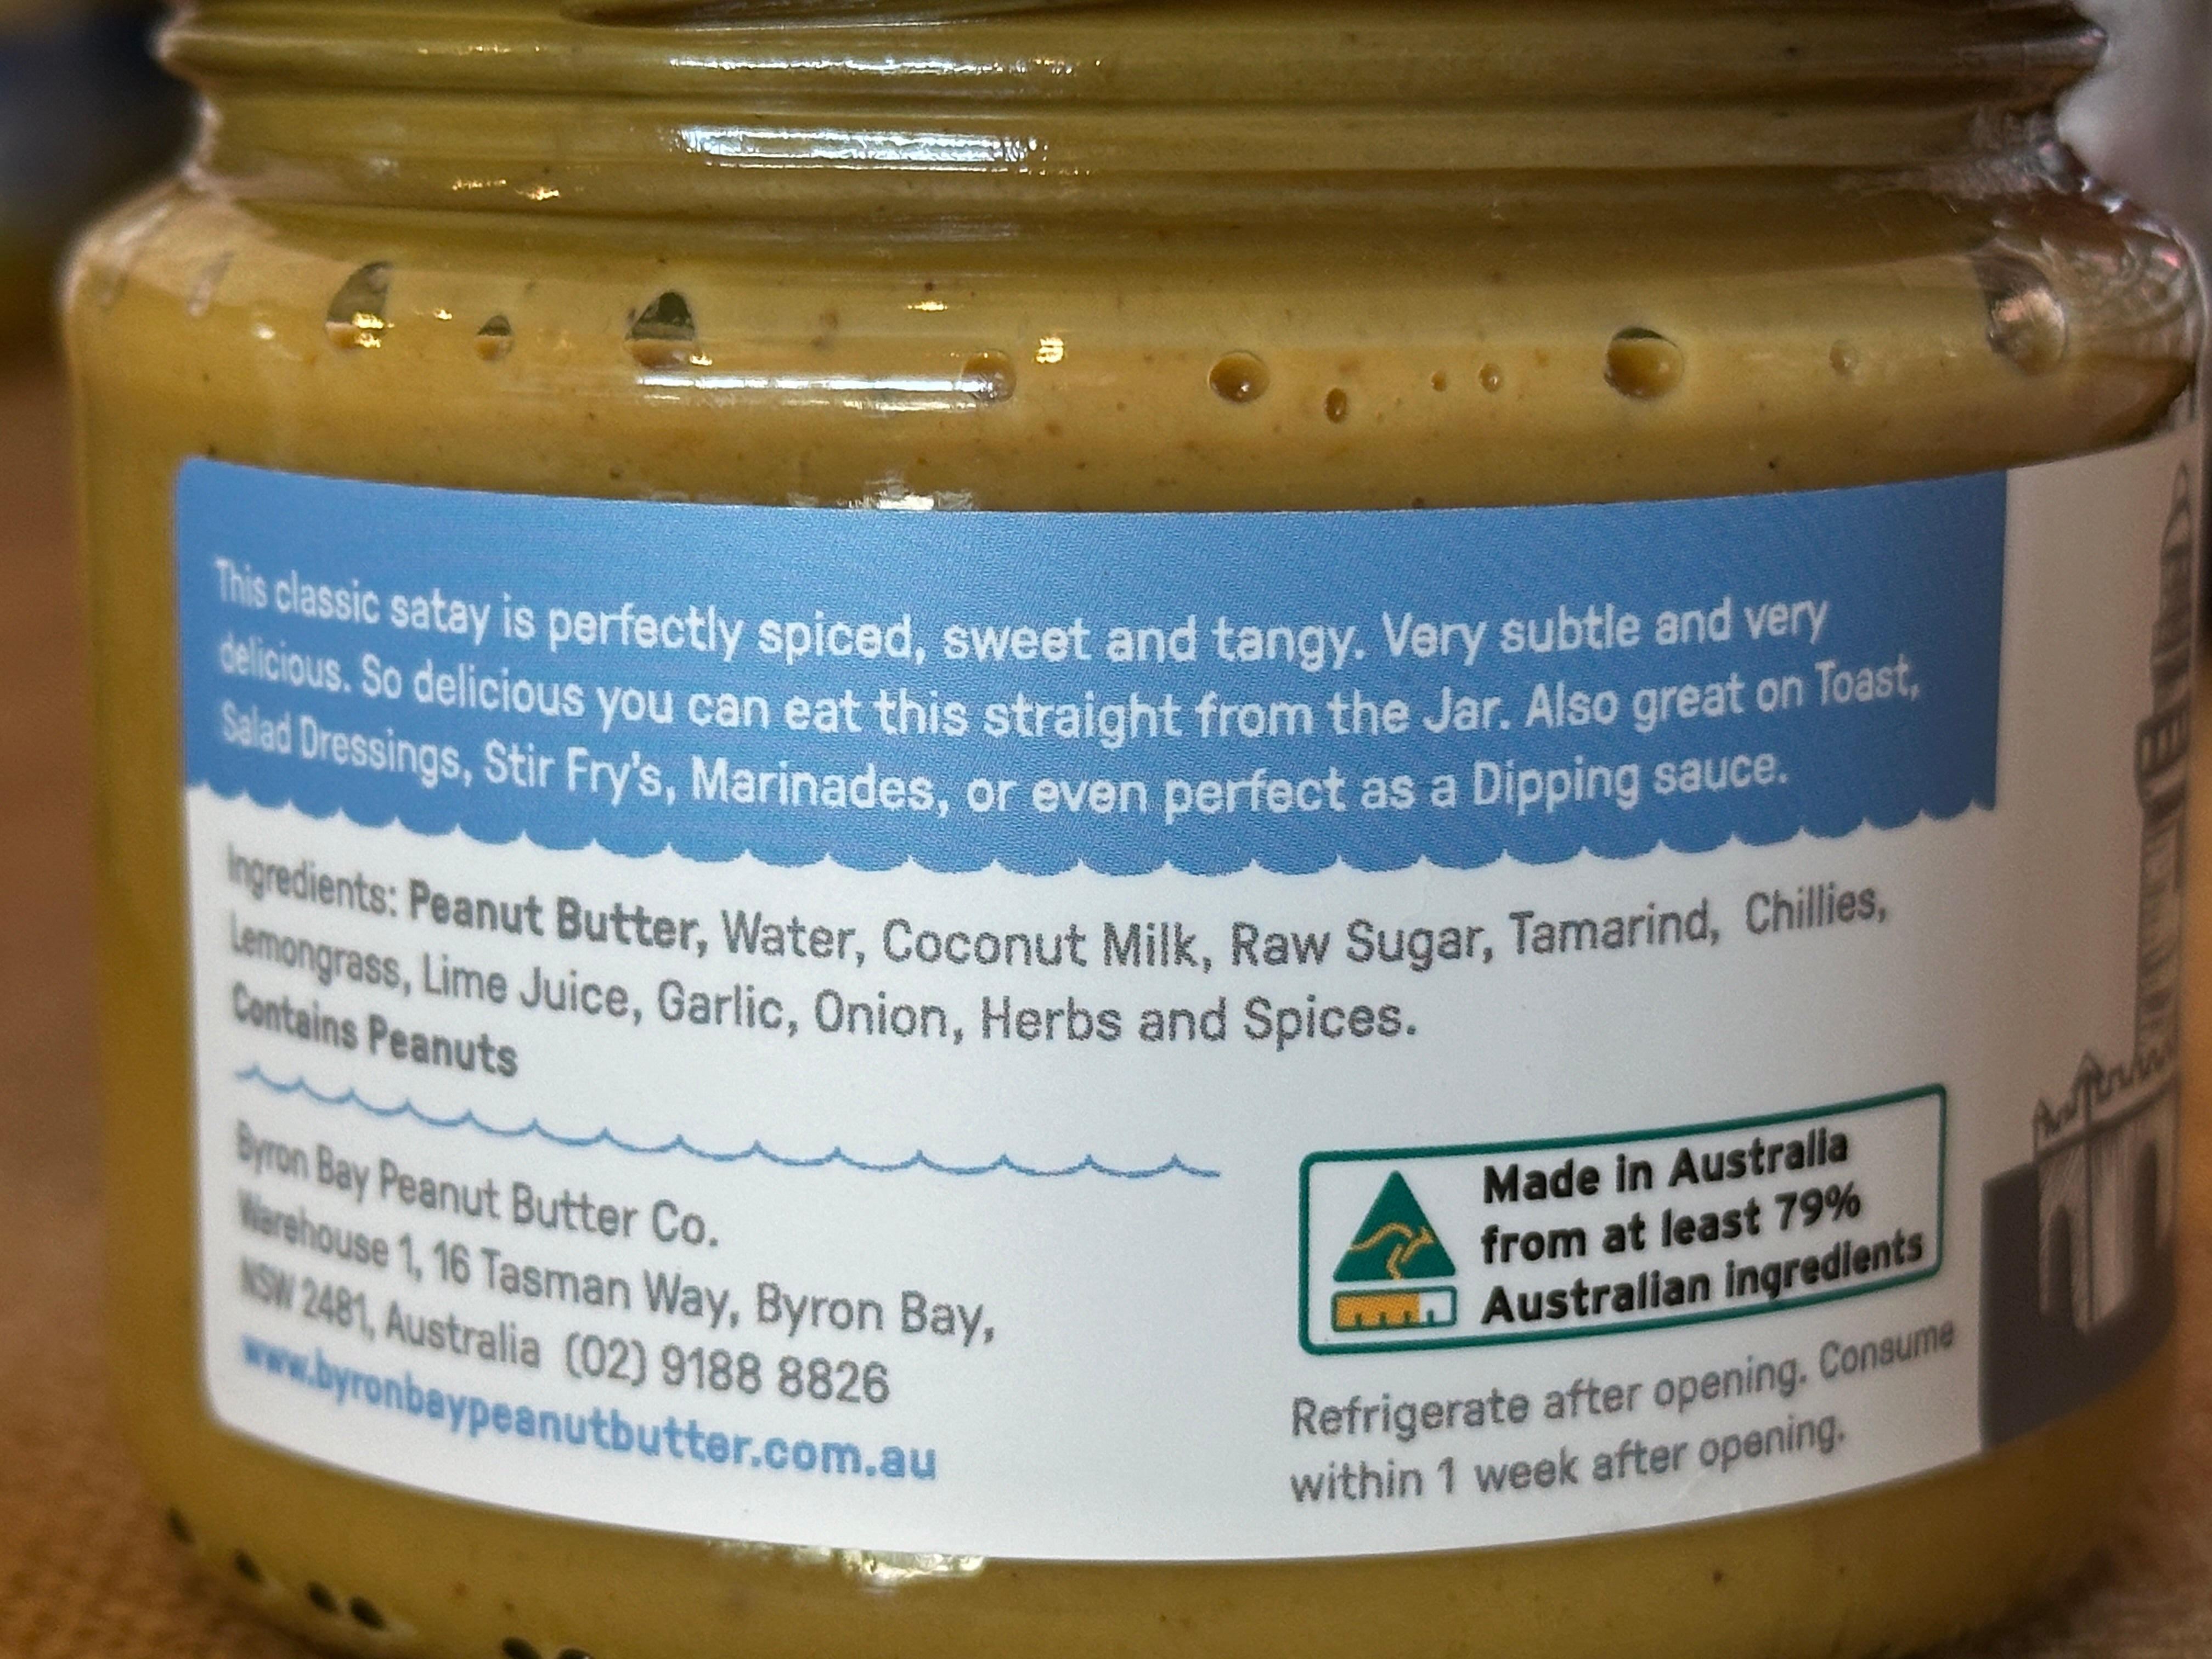 This classic satay is perfectly spiced, sweet and tangy. Very subtle and very
delicious. So delicious you can eat this straight from the Jar. Also great on Toast,
Salad Dressings, Stir Fry's, Marinades, or even perfect as a Dipping sauce.
Ingredients: Peanut Butter, Water, Coconut Milk, Raw Sugar, Tamarind, Chillies,
Lemongrass, Lime Juice, Garlic, Onion, Herbs and Spices.
Contains Peanuts
Byron Bay Peanut Butter Co.
Warehouse 1, 16 Tasman Way, Byron Bay,
NSW 2481, Australia (02) 9188 8826
www.byronbaypeanutbutter.com.au
Made in Australia
from at least 79%
Australian ingredients
Refrigerate after opening. Consume
within 1 week after opening.